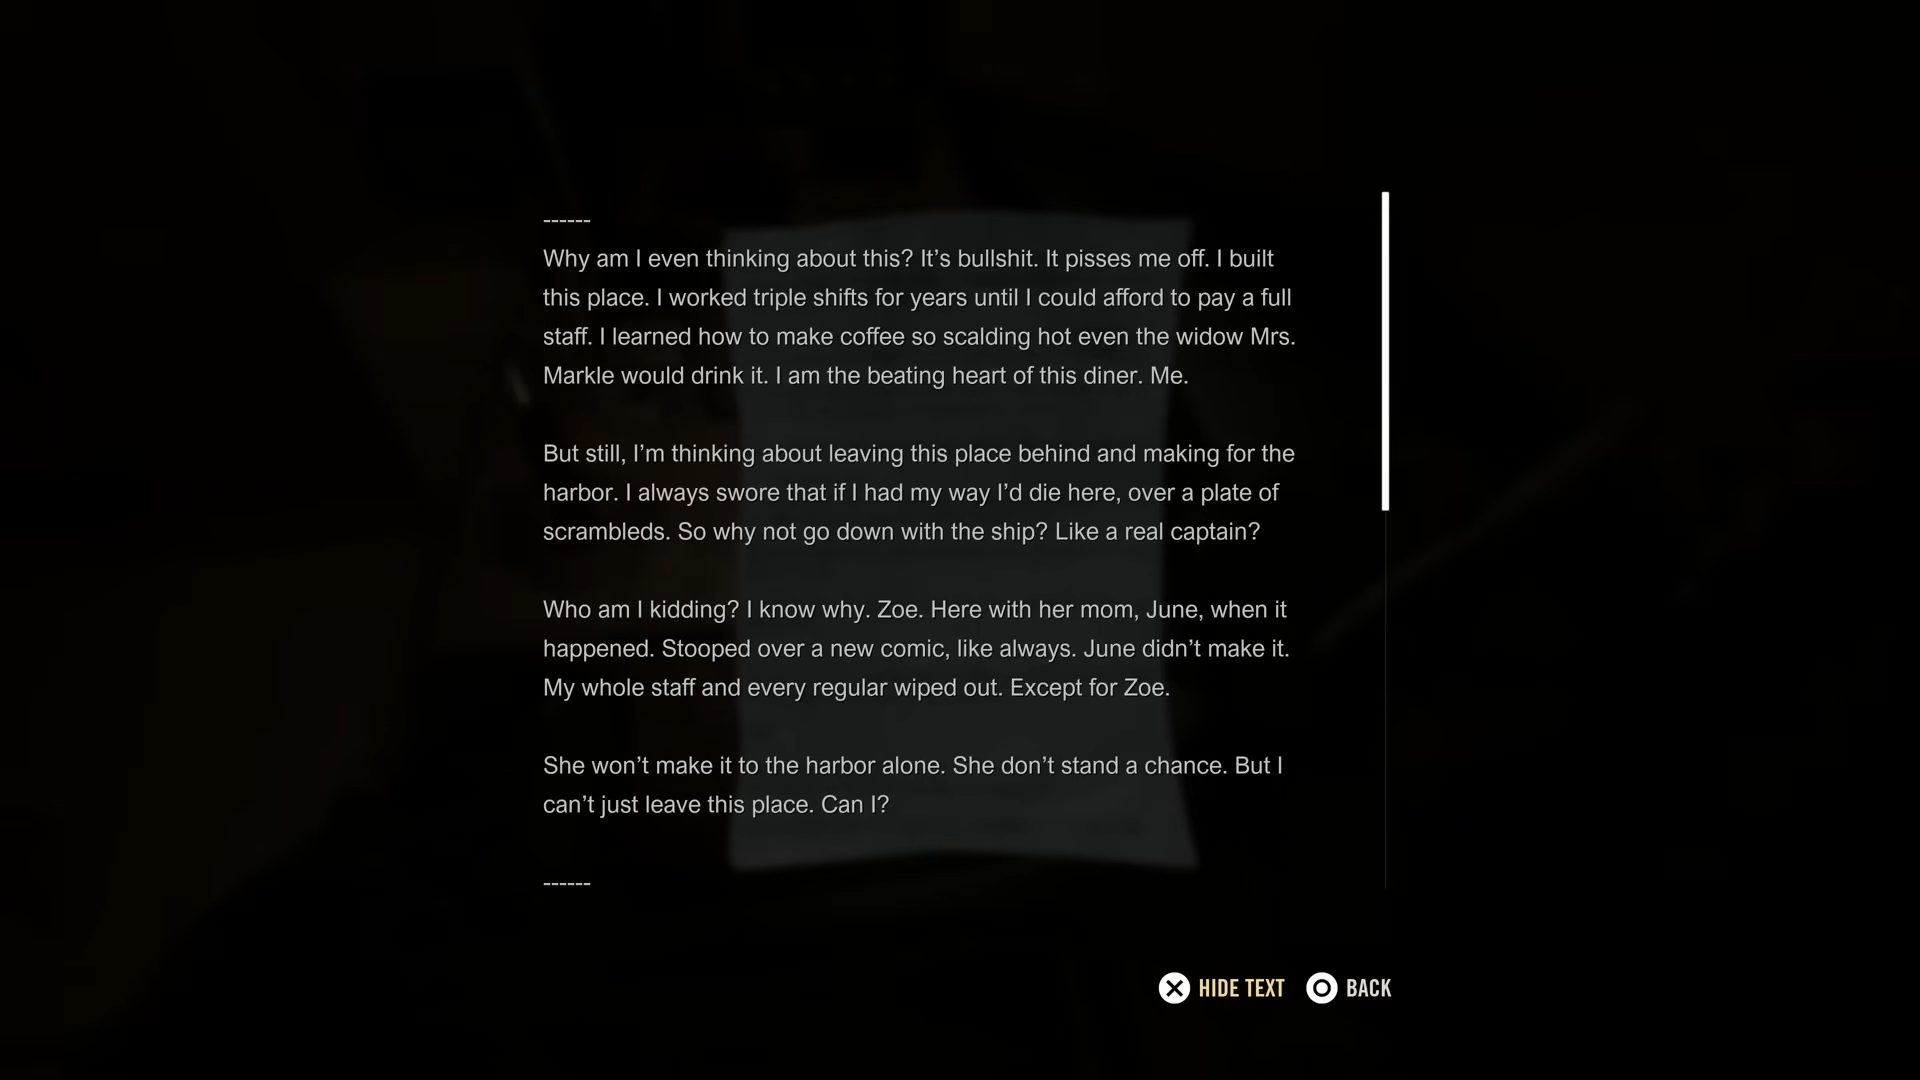 ------
Why am I even thinking about this? It’s bullshit. It pisses me off. I built
this place. I worked triple shifts for years until I could afford to pay a full
staff. I learned how to make coffee so scalding hot even the widow Mrs.
Markle would drink it. I am the beating heart of this diner. Me.
But still, I’m thinking about leaving this place behind and making for the
harbor. I always swore that if I had my way I’d die here, over a plate of
scrambleds. So why not go down with the ship? Like a real captain?
Who am I kidding? I know why. Zoe. Here with her mom, June, when it
happened. Stooped over a new comic, like always. June didn’t make it.
My whole staff and every regular wiped out. Except for Zoe.
She won’t make it to the harbor alone. She don’t stand a chance. But I
can’t just leave this place. Can I?
------
HIDE TEXT BACK